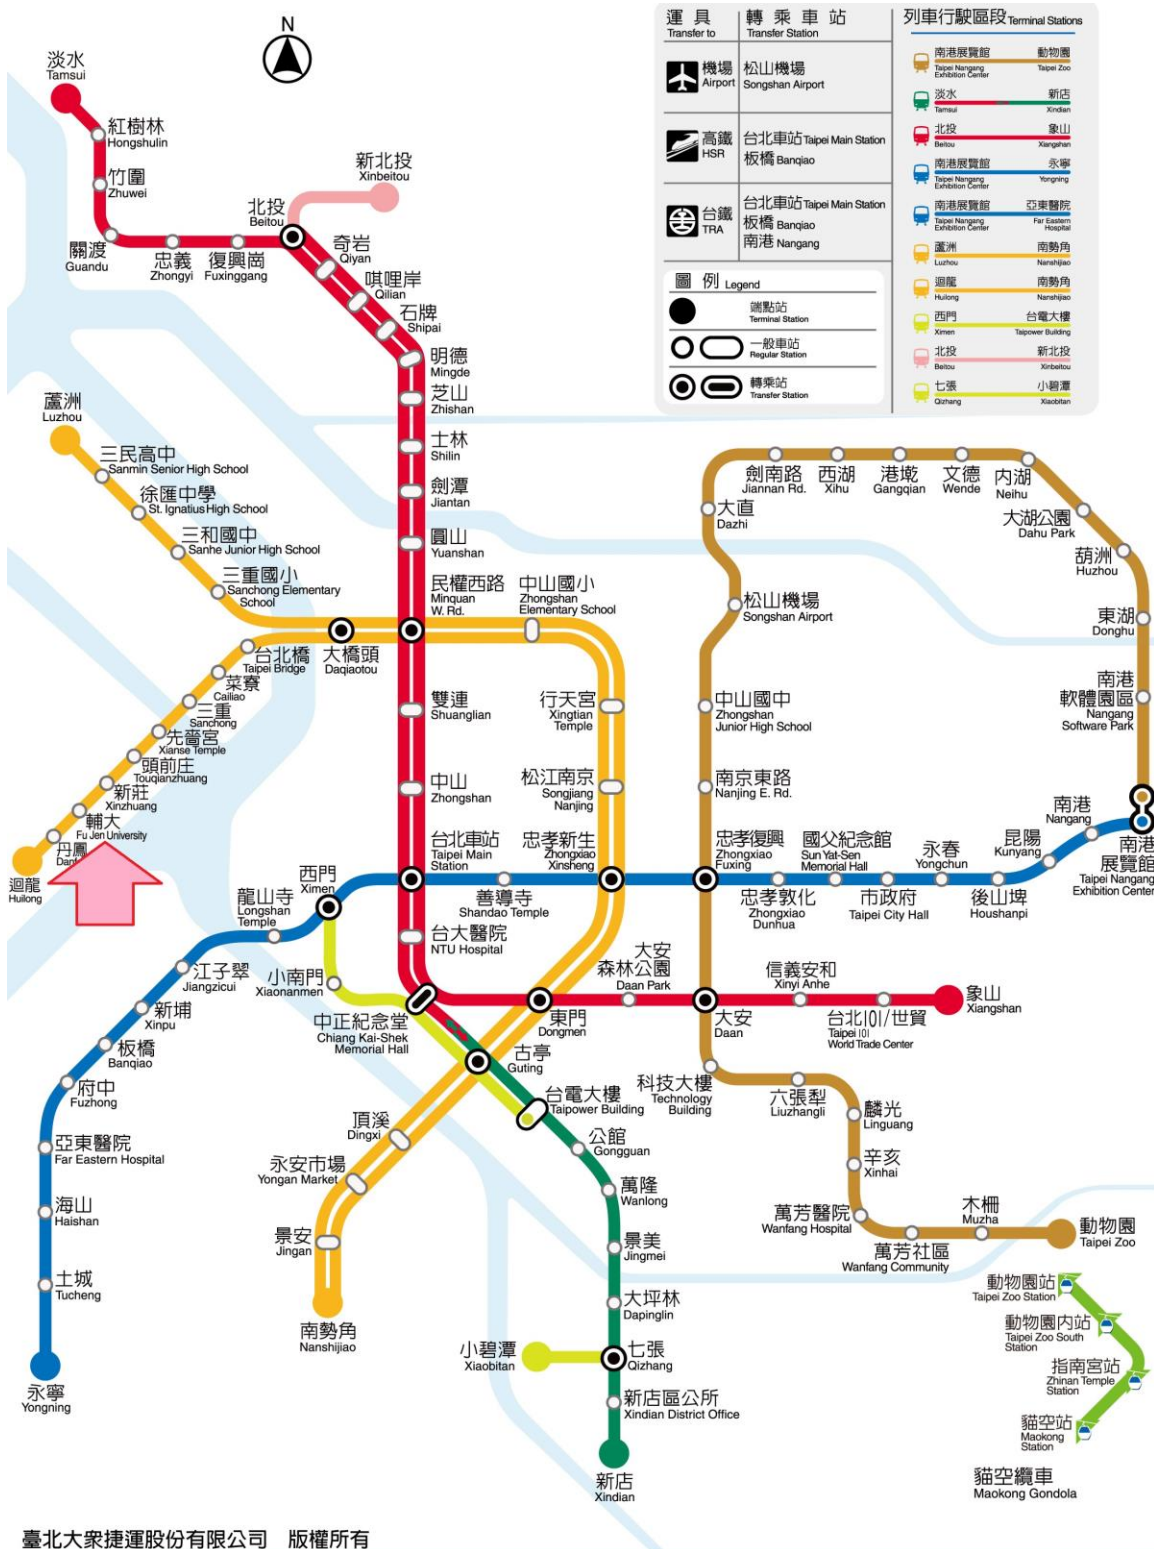 N
運具 轉乘車站
Transfer to Transfer Station
機場 松山機場
Airport Songshan Airport
高鐵 台北車站 Taipei Main Station
HSR 板橋 Banqiao
台鐵 台北車站 Taipei Main Station
TRA 板橋 Banqiao
南港 Nangang
圖例 Legend
端點站
Terminal Station
一般車站
Regular Station
轉乘站
Transfer Station
列車行駛區段 Terminal Stations
南港展覽館 動物園
Taipei Nangang Exhibition Center Taipei Zoo
淡水 新店
Tamsui Xindian
北投 象山
Beitou Xiangshan
南港展覽館 永寧
Taipei Nangang Exhibition Center Yongning
南港展覽館 亞東醫院
Taipei Nangang Exhibition Center Far Eastern Hospital
蘆洲 南勢角
Luzhou Nanshijiao
迴龍 南勢角
Huilong Nanshijiao
西門 台電大樓
Ximen Taipower Building
北投 新北投
Beitou Xinbeitou
七張 小碧潭
Qizhang Xiaobitan
淡水
Tamsui
紅樹林
Hongshulin
竹圍
Zhuwei
關渡
Guandu
忠義
Zhongyi
復興崗
Fuxinggang
北投
Beitou
新北投
Xinbeitou
奇岩
Qiyan
唭哩岸
Qilian
石牌
Shipai
明德
Mingde
芝山
Zhishan
士林
Shilin
劍潭
Jiantan
圓山
Yuanshan
民權西路
Minquan
W. Rd.
雙連
Shuanglian
中山
Zhongshan
台北車站
Taipei Main
Station
台大醫院
NTU Hospital
中正紀念堂
Chiang Kai-Shek
Memorial Hall
蘆洲
Luzhou
三民高中
Sanmin Senior High School
徐匯中學
St. Ignatius High School
三和國中
Sanhe Junior High School
三重國小
Sanchong Elementary
School
大橋頭
Daqiaotou
台北橋
Taipei Bridge
菜寮
Cailiao
三重
Sanchong
先嗇宮
Xianse Temple
頭前庄
Touqianzhuang
新莊
Xinzhuang
輔大
Fu Jen University
丹鳳
迴龍
Huilong
中山國小
Zhongshan
Elementary School
行天宮
Xingtian
Temple
松江南京
Songjiang
Nanjing
忠孝新生
Zhongxiao
Xinsheng
東門
Dongmen
古亭
Guting
頂溪
Dingxi
永安市場
Yongan Market
景安
Jingan
南勢角
Nanshijiao
劍南路
Jiannan Rd.
西湖
Xihu
港墘
Gangqian
文德
Wende
內湖
Neihu
大湖公園
Dahu Park
葫洲
Huzhou
東湖
Donghu
南港
軟體園區
Nangang
Software Park
大直
Dazhi
松山機場
Songshan Airport
中山國中
Zhongshan
Junior High School
南京東路
Nanjing E. Rd.
忠孝復興
Zhongxiao
Fuxing
南港
展覽館
Taipei Nangang
Exhibition Center
南港
Nangang
昆陽
Kunyang
後山埤
Houshanpi
永春
Yongchun
市政府
Taipei City Hall
國父紀念館
Sun Yat-Sen
Memorial Hall
忠孝敦化
Zhongxiao
Dunhua
善導寺
Shandao Temple
西門
Ximen
龍山寺
Longshan
Temple
江子翠
Jiangzicui
新埔
Xinpu
板橋
Banqiao
府中
Fuzhong
亞東醫院
Far Eastern Hospital
海山
Haishan
土城
Tucheng
永寧
Yongning
小南門
Xiaonanmen
大安
森林公園
Daan Park
大安
Daan
信義安和
Xinyi Anhe
台北101/世貿
Taipei 101
World Trade Center
象山
Xiangshan
科技大樓
Technology
Building
六張犁
Liuzhangli
麟光
Linguang
辛亥
Xinhai
萬芳醫院
Wanfang Hospital
萬芳社區
Wanfang Community
木柵
Muzha
動物園
Taipei Zoo
台電大樓
Taipower Building
公館
Gongguan
萬隆
Wanlong
景美
Jingmei
大坪林
Dapinglin
七張
Qizhang
小碧潭
Xiaobitan
新店區公所
Xindian District Office
新店
Xindian
動物園站
Taipei Zoo Station
動物園內站
Taipei Zoo South
Station
指南宮站
Zhinan Temple
Station
貓空站
Maokong
Station
貓空纜車
Maokong Gondola
臺北大眾捷運股份有限公司 版權所有